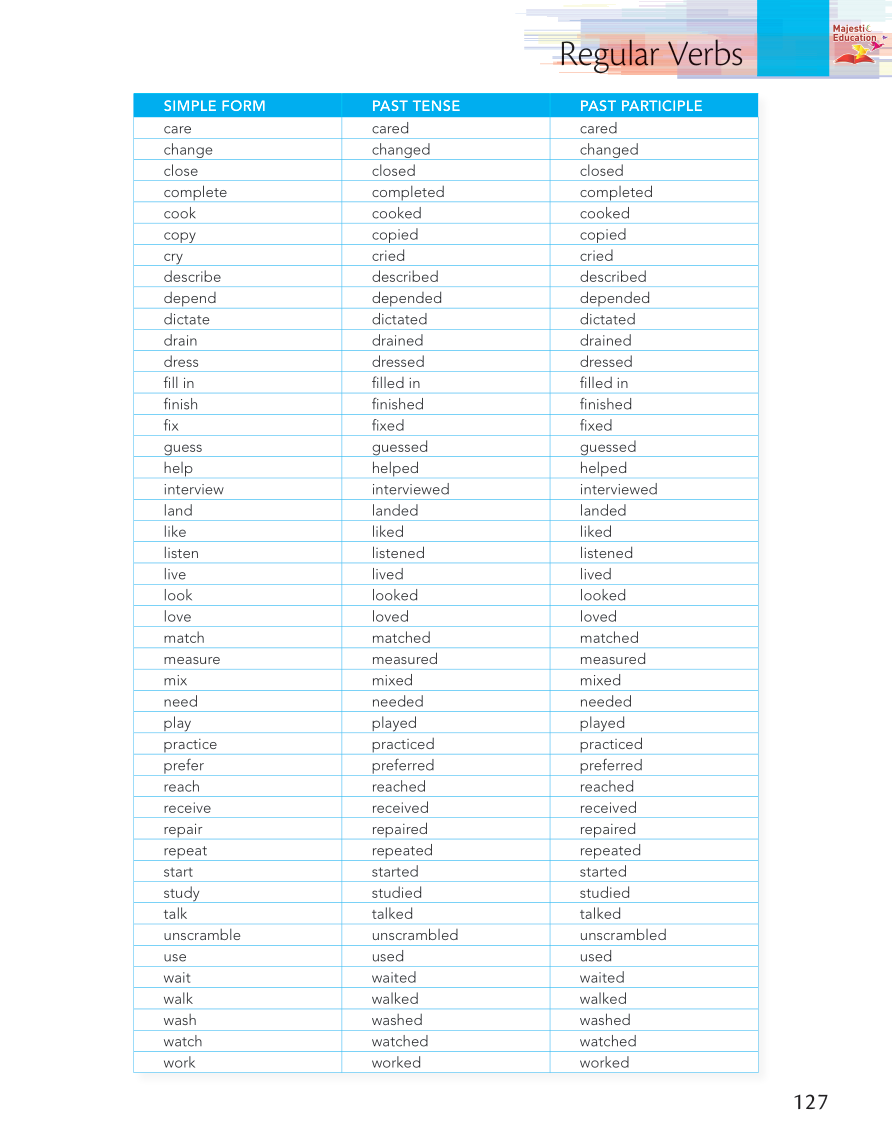 Majestic
Education
Regular Verbs
SIMPLE FORM PAST TENSE PAST PARTICIPLE
care cared cared
change changed changed
close closed closed
complete completed completed
cook cooked cooked
copy copied copied
cry cried cried
describe described described
depend depended depended
dictate dictated dictated
drain drained drained
dress dressed dressed
fill in filled in filled in
finish finished finished
fix fixed fixed
guess guessed guessed
help helped helped
interview interviewed interviewed
land landed landed
like liked liked
listen listened listened
live lived lived
look looked looked
love loved loved
match matched matched
measure measured measured
mix mixed mixed
need needed needed
play played played
practice practiced practiced
prefer preferred preferred
reach reached reached
receive received received
repair repaired repaired
repeat repeated repeated
start started started
study studied studied
talk talked talked
unscramble unscrambled unscrambled
use used used
wait waited waited
walk walked walked
wash washed washed
watch watched watched
work worked worked
127